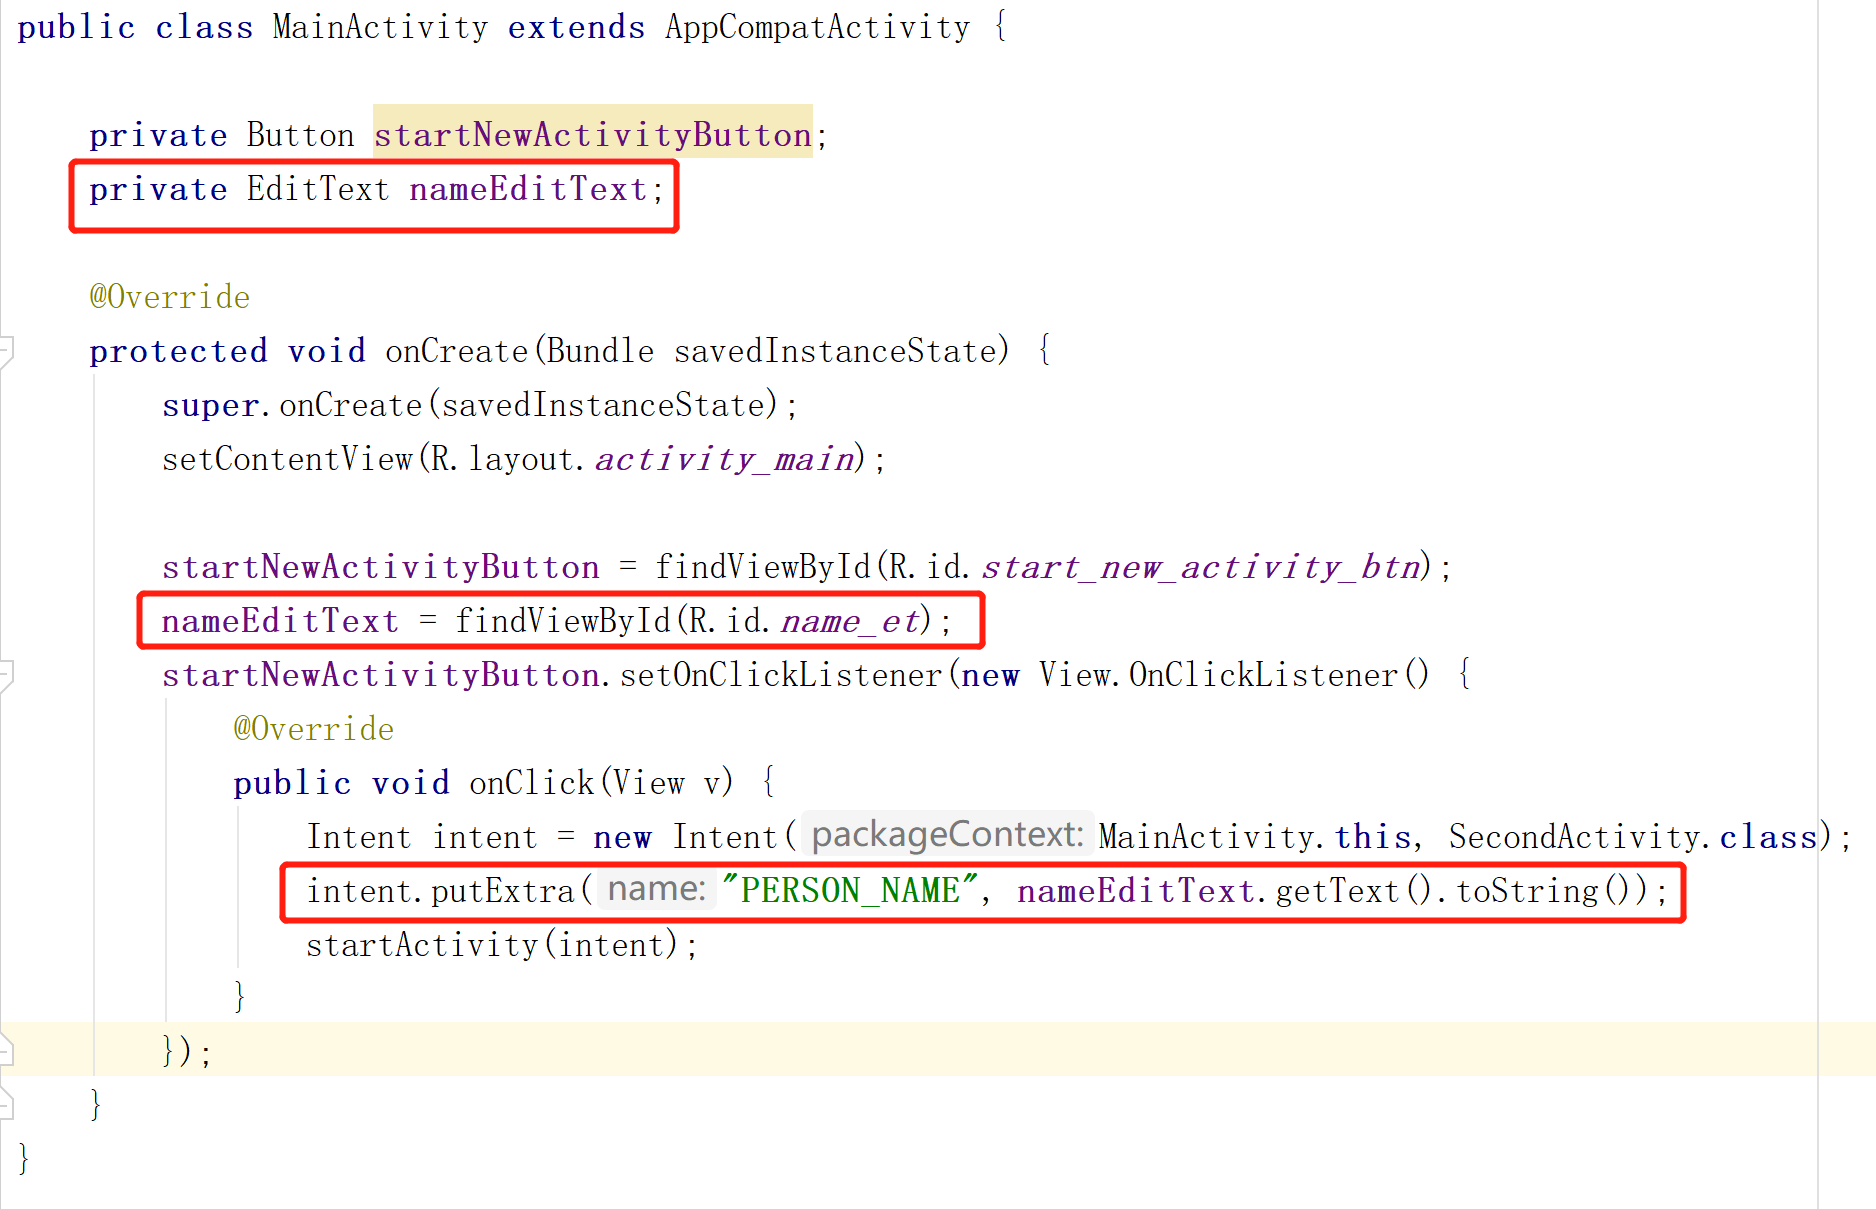 public class MainActivity extends AppCompatActivity {
private Button startNewActivityButton;
private EditText nameEditText;
@Override
protected void onCreate(Bundle savedInstanceState) {
super.onCreate(savedInstanceState);
setContentView(R.layout.activity_main);
startNewActivityButton = findViewById(R.id.start_new_activity_btn);
nameEditText = findViewById(R.id.name_et);
startNewActivityButton.setOnClickListener(new View.OnClickListener() {
@Override
public void onClick(View v) {
Intent intent = new Intent( packageContext: MainActivity.this, SecondActivity.class);
intent.putExtra( name: "PERSON_NAME", nameEditText.getText().toString());
startActivity(intent);
}
});
}
}